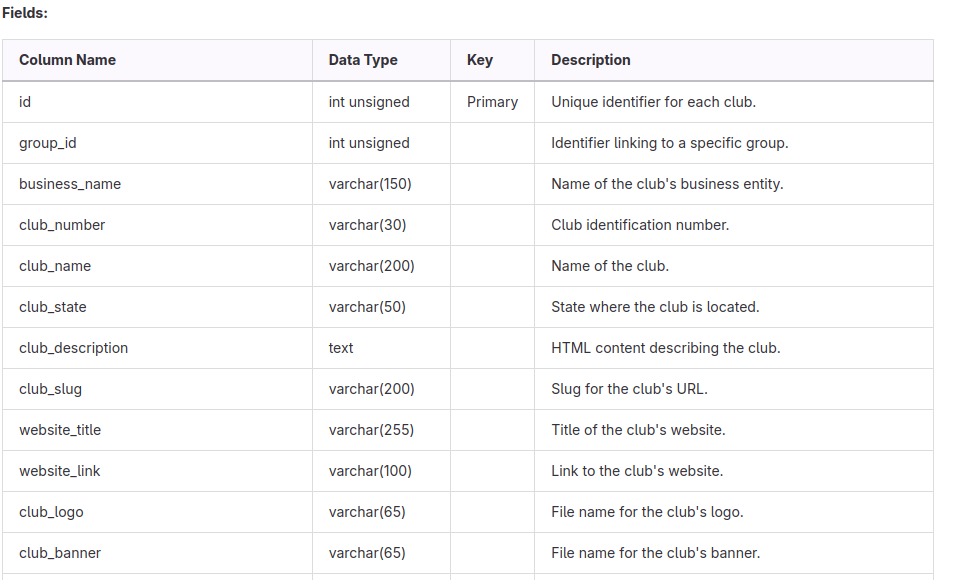 Fields:
Column Name Data Type Key Description
id int unsigned Primary Unique identifier for each club.
group_id int unsigned Identifier linking to a specific group.
business_name varchar(150) Name of the club's business entity.
club_number varchar(30) Club identification number.
club_name varchar(200) Name of the club.
club_state varchar(50) State where the club is located.
club_description text HTML content describing the club.
club_slug varchar(200) Slug for the club's URL.
website_title varchar(255) Title of the club's website.
website_link varchar(100) Link to the club's website.
club_logo varchar(65) File name for the club's logo.
club_banner varchar(65) File name for the club's banner.